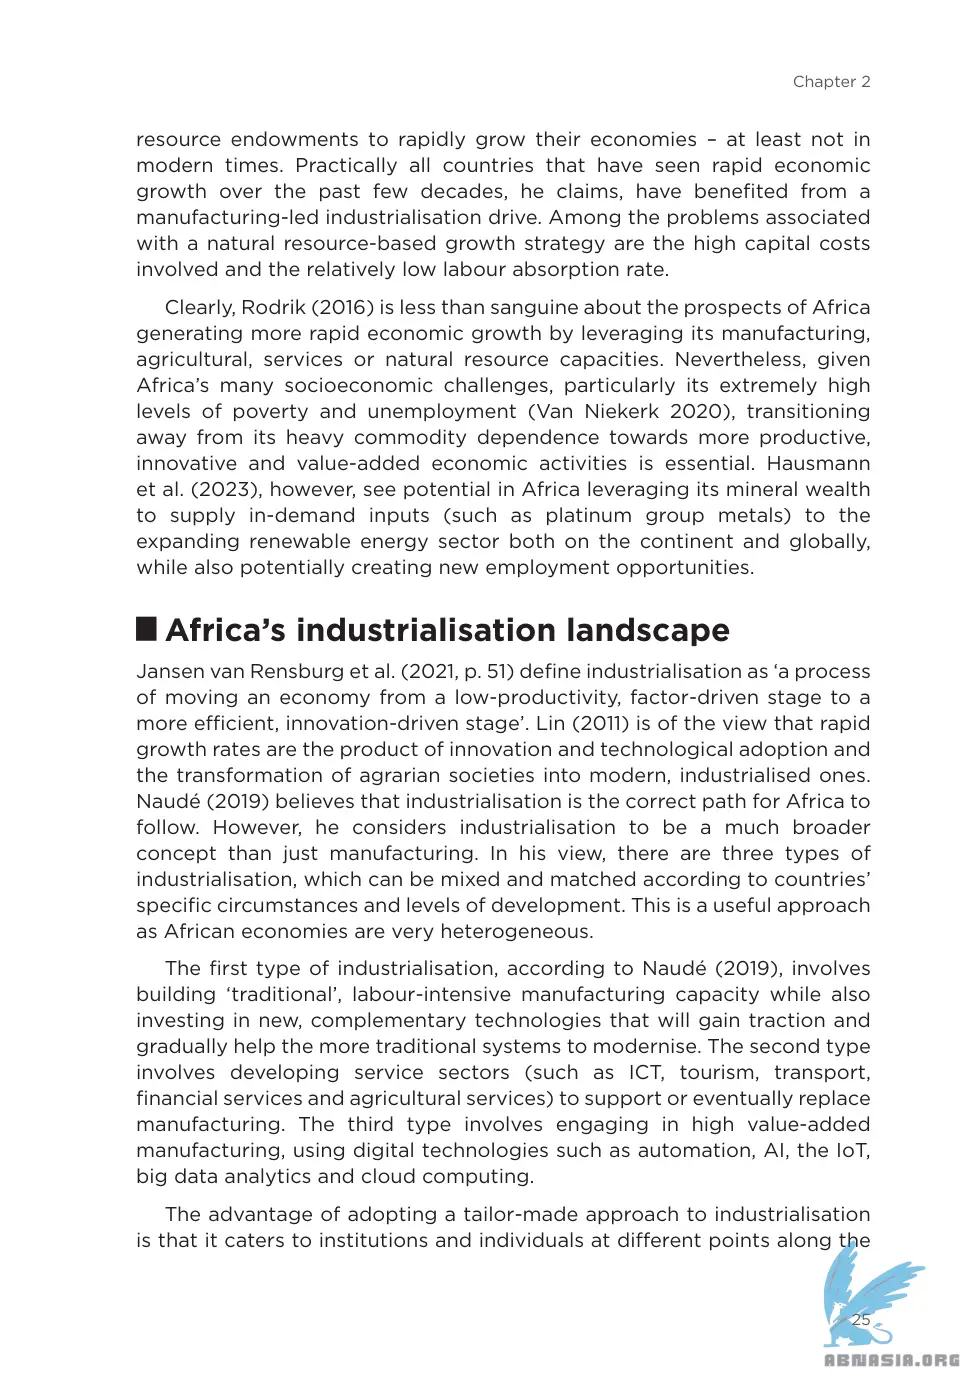 Chapter 2
resource endowments to rapidly grow their economies – at least not in
modern times. Practically all countries that have seen rapid economic
growth over the past few decades, he claims, have benefited from a
manufacturing-led industrialisation drive. Among the problems associated
with a natural resource-based growth strategy are the high capital costs
involved and the relatively low labour absorption rate.
Clearly, Rodrik (2016) is less than sanguine about the prospects of Africa
generating more rapid economic growth by leveraging its manufacturing,
agricultural, services or natural resource capacities. Nevertheless, given
Africa’s many socioeconomic challenges, particularly its extremely high
levels of poverty and unemployment (Van Niekerk 2020), transitioning
away from its heavy commodity dependence towards more productive,
innovative and value-added economic activities is essential. Hausmann
et al. (2023), however, see potential in Africa leveraging its mineral wealth
to supply in-demand inputs (such as platinum group metals) to the
expanding renewable energy sector both on the continent and globally,
while also potentially creating new employment opportunities.
Africa’s industrialisation landscape
Jansen van Rensburg et al. (2021, p. 51) define industrialisation as ‘a process
of moving an economy from a low-productivity, factor-driven stage to a
more efficient, innovation-driven stage’. Lin (2011) is of the view that rapid
growth rates are the product of innovation and technological adoption and
the transformation of agrarian societies into modern, industrialised ones.
Naudé (2019) believes that industrialisation is the correct path for Africa to
follow. However, he considers industrialisation to be a much broader
concept than just manufacturing. In his view, there are three types of
industrialisation, which can be mixed and matched according to countries’
specific circumstances and levels of development. This is a useful approach
as African economies are very heterogeneous.
The first type of industrialisation, according to Naudé (2019), involves
building ‘traditional’, labour-intensive manufacturing capacity while also
investing in new, complementary technologies that will gain traction and
gradually help the more traditional systems to modernise. The second type
involves developing service sectors (such as ICT, tourism, transport,
financial services and agricultural services) to support or eventually replace
manufacturing. The third type involves engaging in high value-added
manufacturing, using digital technologies such as automation, AI, the IoT,
big data analytics and cloud computing.
The advantage of adopting a tailor-made approach to industrialisation
is that it caters to institutions and individuals at different points along the
25
ABNASIA.ORG